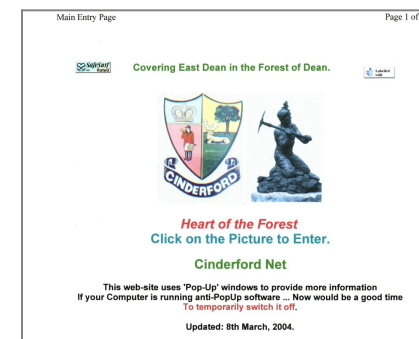 Main Entry Page
Page 1 of
SafeSurf
Rated
Covering East Dean in the Forest of Dean.
Labelled
CINDERFORD
Heart of the Forest
Click on the Picture to Enter.
Cinderford Net
This web-site uses 'Pop-Up' windows to provide more information
If your Computer is running anti-PopUp software ... Now would be a good time
To temporarily switch it off.
Updated: 8th March, 2004.